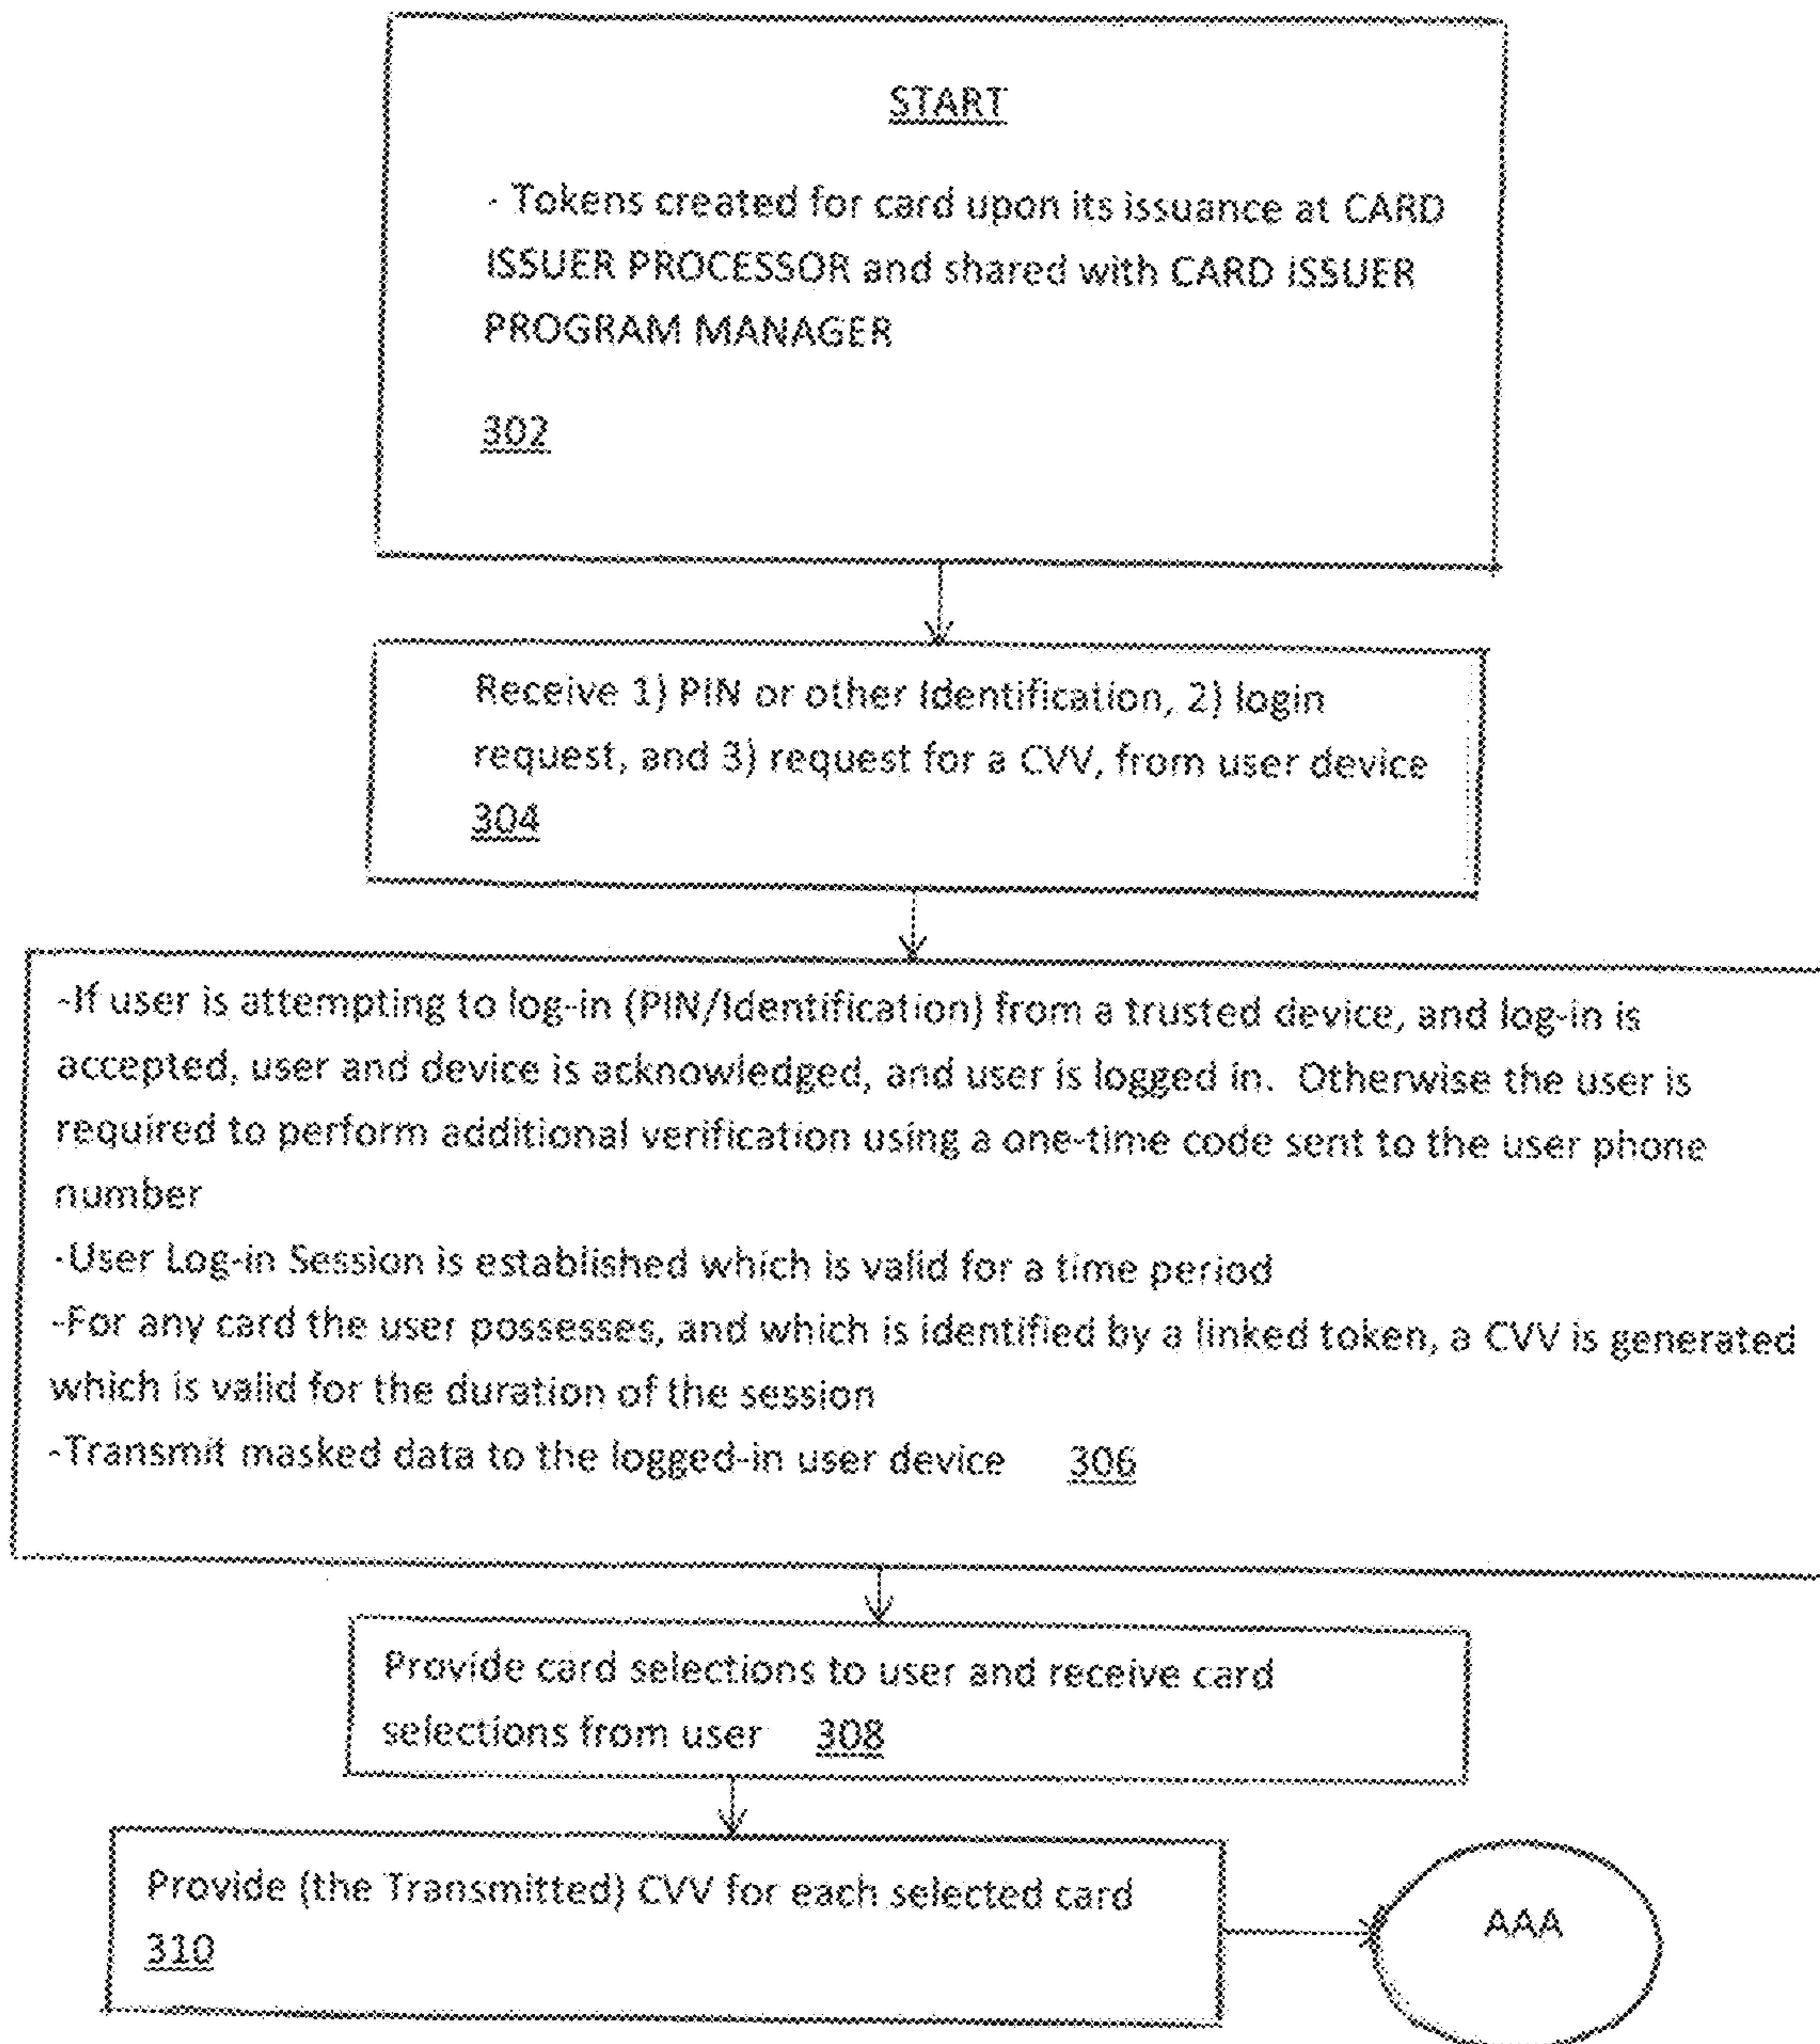 START
- Tokens created for card upon its issuance at CARD
ISSUER PROCESSOR and shared with CARD ISSUER
PROGRAM MANAGER
302
Receive 1) PIN or other Identification, 2) login
request, and 3) request for a CVV, from user device
304
-If user is attempting to log-in (PIN/Identification) from a trusted device, and log-in is
accepted, user and device is acknowledged, and user is logged in. Otherwise the user is
required to perform additional verification using a one-time code sent to the user phone
number
-User Log-in Session is established which is valid for a time period
-For any card the user possesses, and which is identified by a linked token, a CVV is generated
which is valid for the duration of the session
-Transmit masked data to the logged-in user device 306
Provide card selections to user and receive card
selections from user 308
Provide (the Transmitted) CVV for each selected card
310
AAA